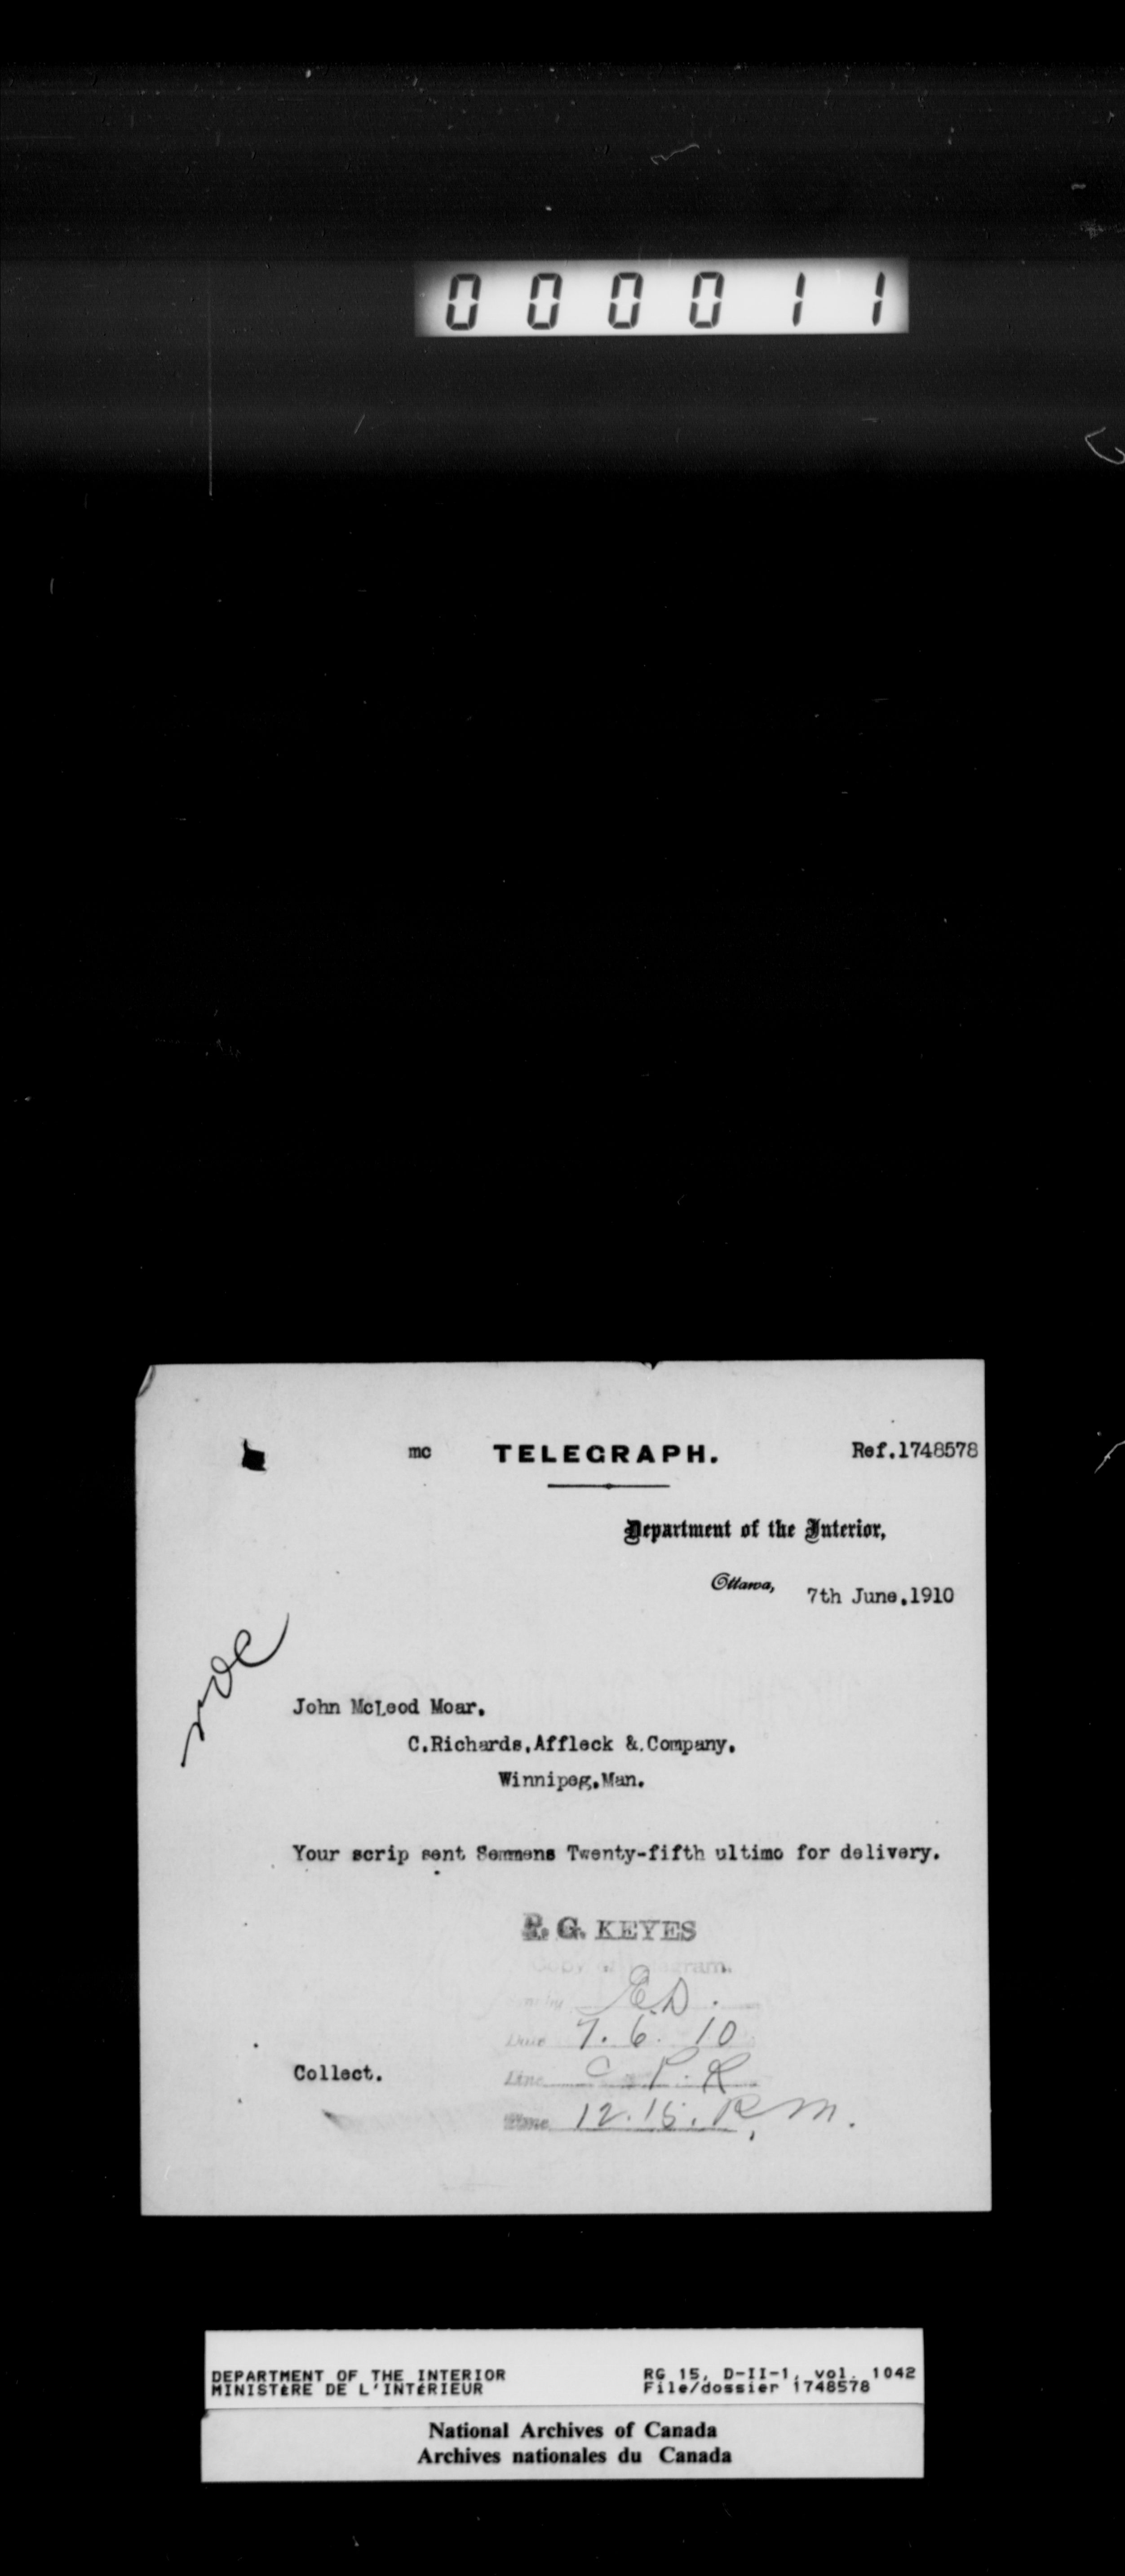 000011
mc TELEGRAPH. Ref.1748578
Department of the Interior,
Ottawa, 7th June.1910
John McLeod Moar.
C.Richards.Affleck &.Company.
Winnipeg.Man.
Your scrip sent Semmens Twenty-fifth ultimo for delivery.
P. G. KEYES
E.D.
Date 7. 6. 10
Collect.
Line C. P. R
Time 12.15. P.m.
DEPARTMENT OF THE INTERIOR RG 15, D-II-1, vol. 1042
MINISTÈRE DE L'INTÉRIEUR File/dossier 1748578
National Archives of Canada
Archives nationales du Canada